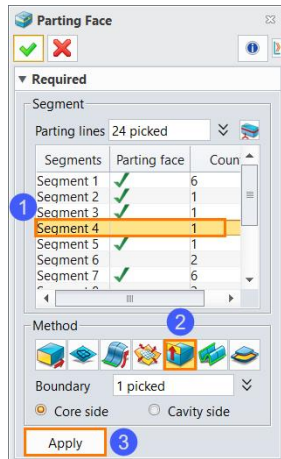 Parting Face
Required
Segment
Parting lines 24 picked
Segments Parting face Coun
Segment 1 6
Segment 2 1
1
Segment 3 1
Segment 4 1
Segment 5 1
Segment 6 2
Segment 7 6
Method
2
Boundary 1 picked
Core side Cavity side
Apply 3